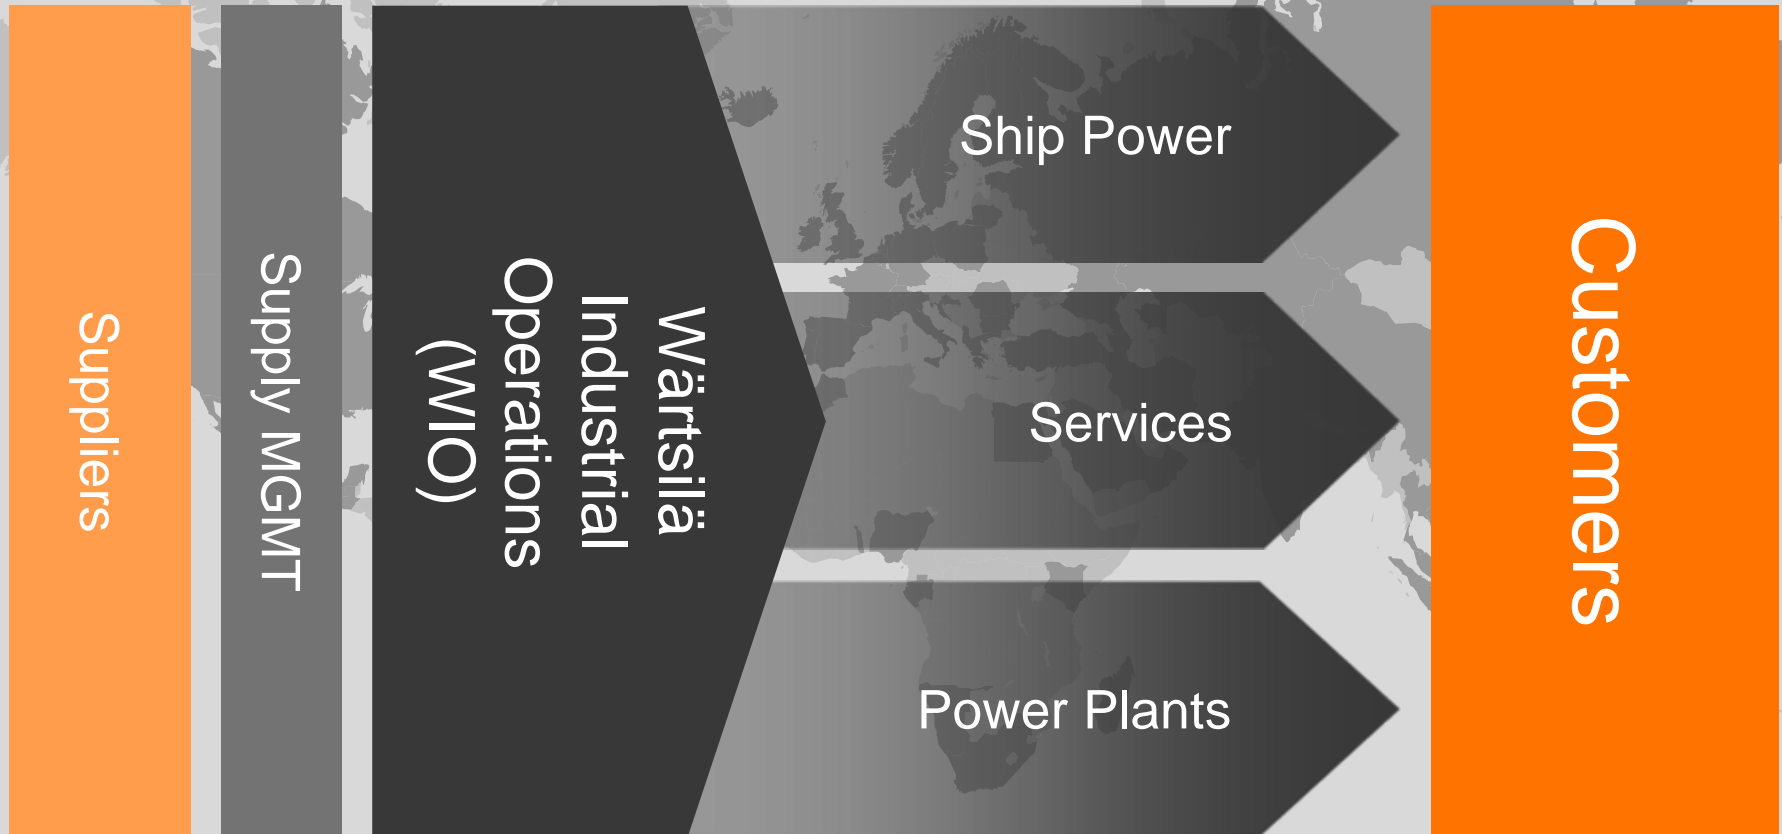 Suppliers
Supply MGMT
Wärtsilä
Industrial
Operations
(WIO)
Ship Power
Services
Power Plants
Customers